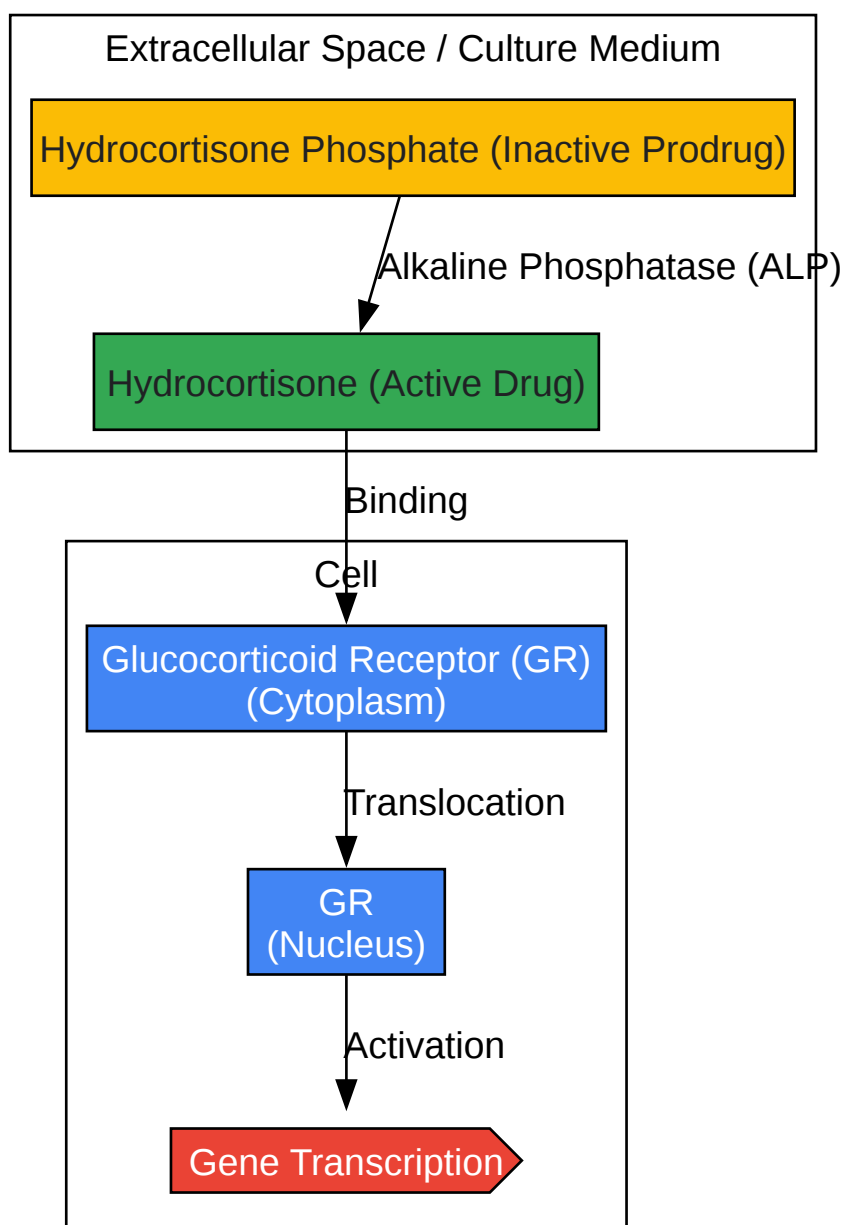 Extracellular Space / Culture Medium
Hydrocortisone Phosphate (Inactive Prodrug)
Alkaline Phosphatase (ALP)
Hydrocortisone (Active Drug)
Binding
Cell
Glucocorticoid Receptor (GR)
(Cytoplasm)
Translocation
GR
(Nucleus)
Activation
Gene Transcription